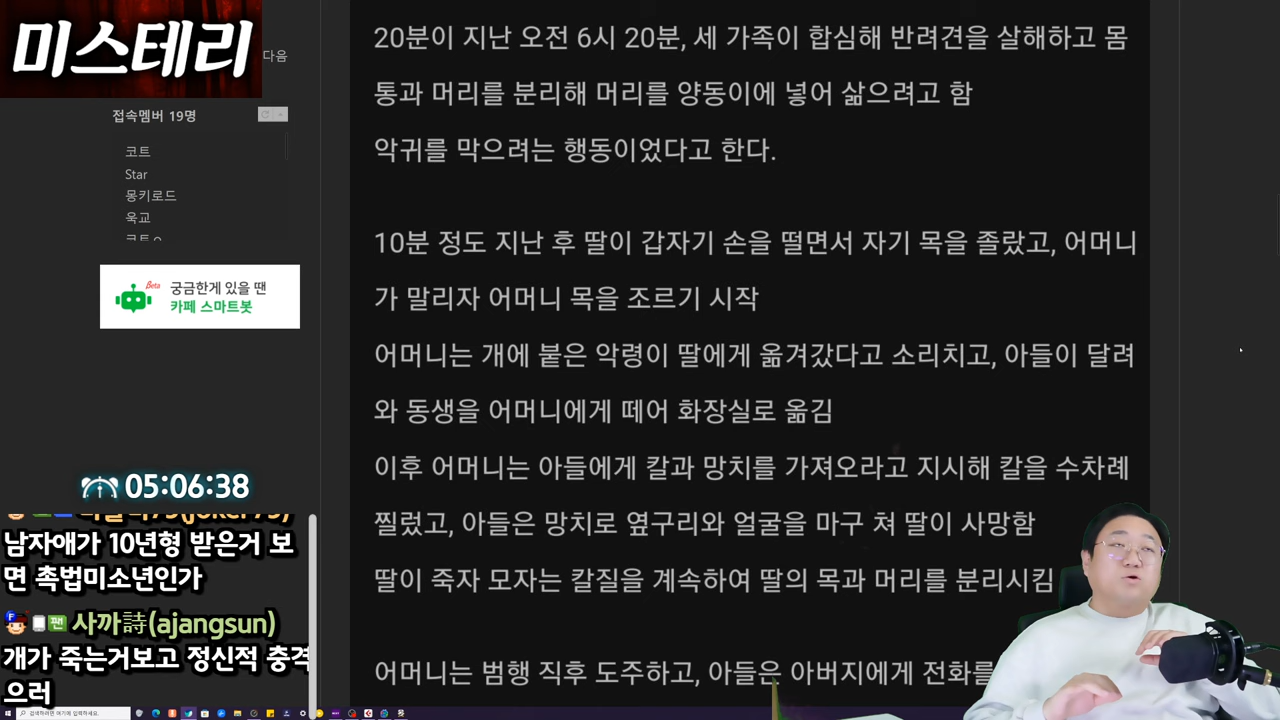 미스테리
다음
접속멤버 19명
코트
Star
몽키로드
욱교
Beta
궁금한게 있을 땐
카페 스마트봇
20분이 지난 오전 6시 20분, 세 가족이 합심해 반려견을 살해하고 몸
통과 머리를 분리해 머리를 양동이에 넣어 삶으려고 함
악귀를 막으려는 행동이었다고 한다.
10분 정도 지난 후 딸이 갑자기 손을 떨면서 자기 목을 졸랐고, 어머니
가 말리자 어머니 목을 조르기 시작
어머니는 개에 붙은 악령이 딸에게 옮겨갔다고 소리치고, 아들이 달려
와 동생을 어머니에게 떼어 화장실로 옮김
이후 어머니는 아들에게 칼과 망치를 가져오라고 지시해 칼을 수차례
찔렀고, 아들은 망치로 옆구리와 얼굴을 마구 쳐 딸이 사망함
딸이 죽자 모자는 칼질을 계속하여 딸의 목과 머리를 분리시킴
어머니는 범행 직후 도주하고, 아들은 아버지에게 전화를
05:06:38
남자애가 10년형 받은거 보
면 촉법미소년인가
F 팬 사까詩(ajangsun)
개가 죽는거보고 정신적 충격
으러
검색하려면 여기에 입력하세요.